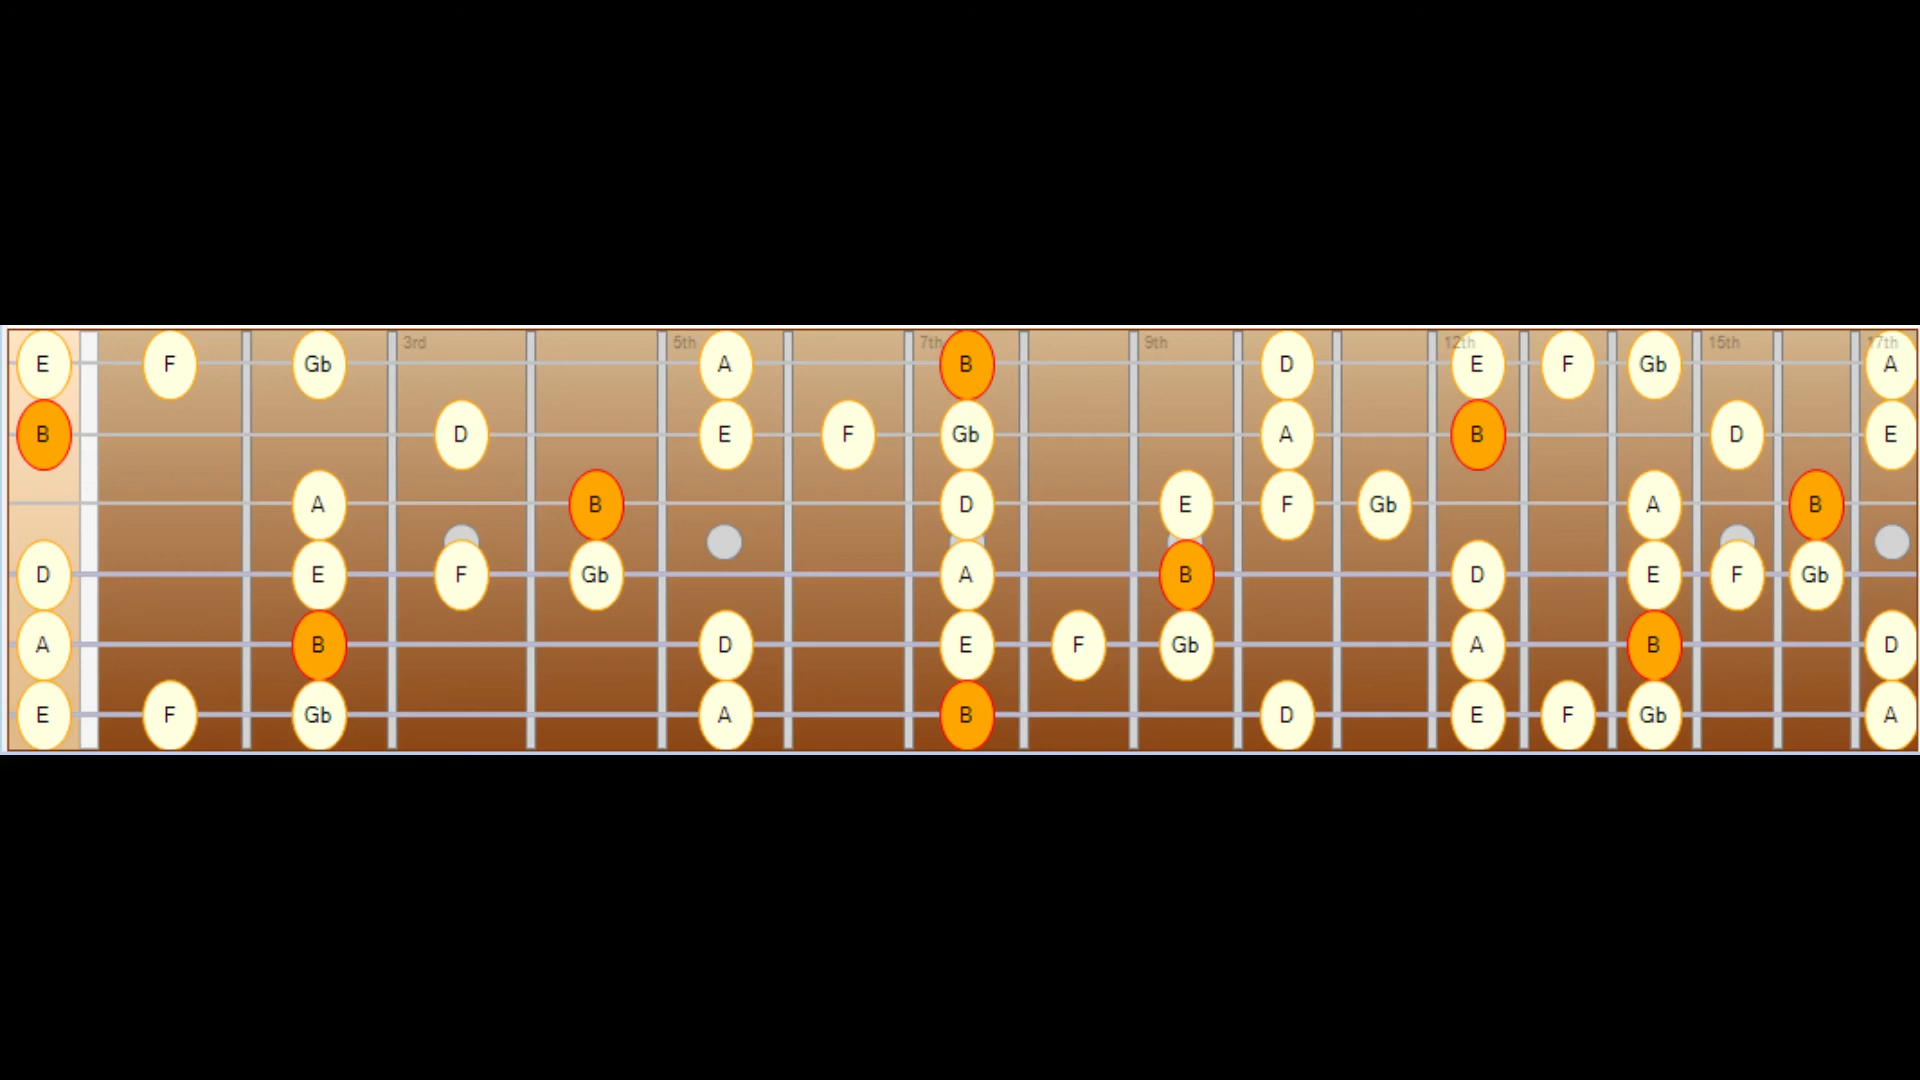 3rd 5th 7th 9th 12th 15th 17th
E F Gb A B D E F Gb A
B D E F Gb A B D E
A B D E F Gb A B
D E F Gb A B D E F Gb
A B D E F Gb A B D
E F Gb A B D E F Gb A